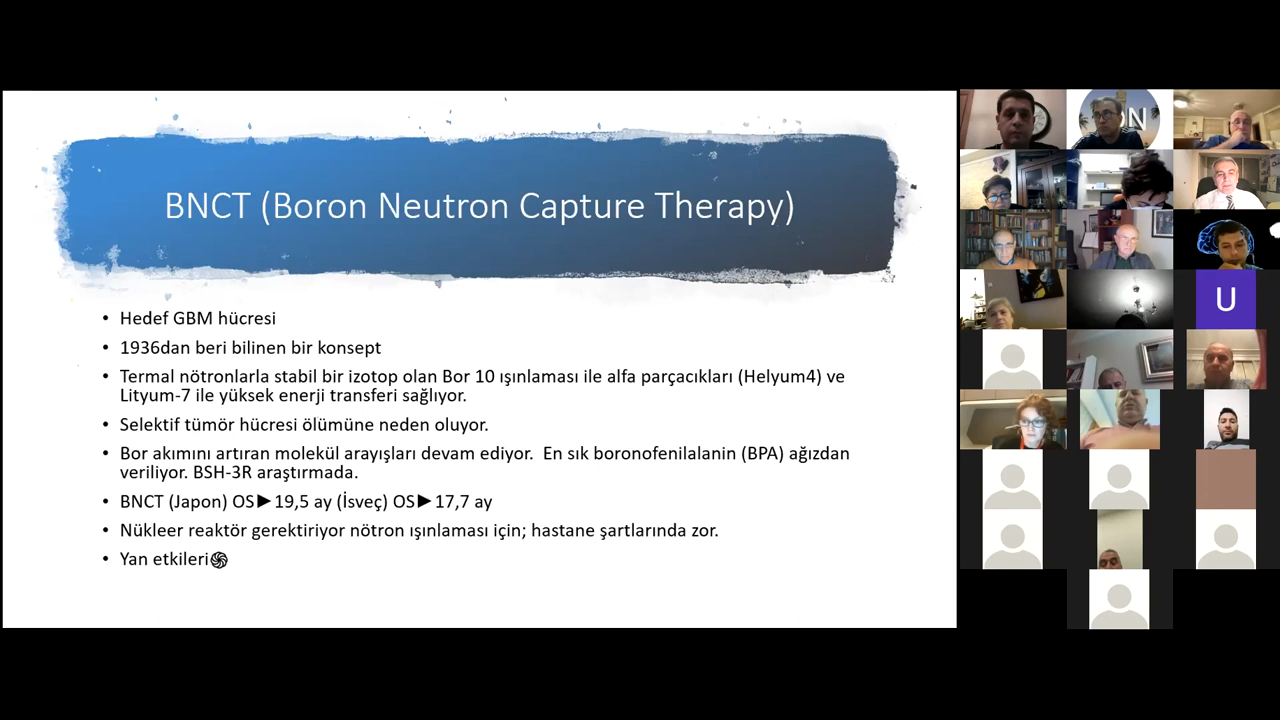 BNCT (Boron Neutron Capture Therapy)
• Hedef GBM hücresi
• 1936dan beri bilinen bir konsept
• Termal nötronlarla stabil bir izotop olan Bor 10 ışınlaması ile alfa parçacıkları (Helyum4) ve
Lityum-7 ile yüksek enerji transferi sağlıyor.
• Selektif tümör hücresi ölümüne neden oluyor.
• Bor akımını artıran molekül arayışları devam ediyor. En sık boronofenilalanin (BPA) ağızdan
veriliyor. BSH-3R araştırmada.
• BNCT (Japon) OS►19,5 ay (İsveç) OS►17,7 ay
• Nükleer reaktör gerektiriyor nötron ışınlaması için; hastane şartlarında zor.
• Yan etkileri
N
U